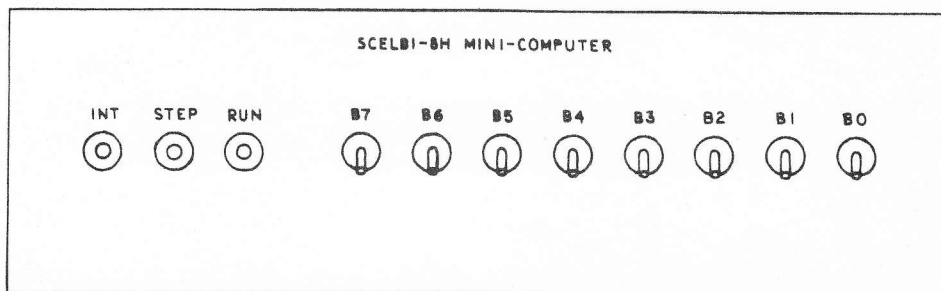 SCELBI-8H MINI-COMPUTER
INT STEP RUN B7 B6 B5 B4 B3 B2 B1 B0